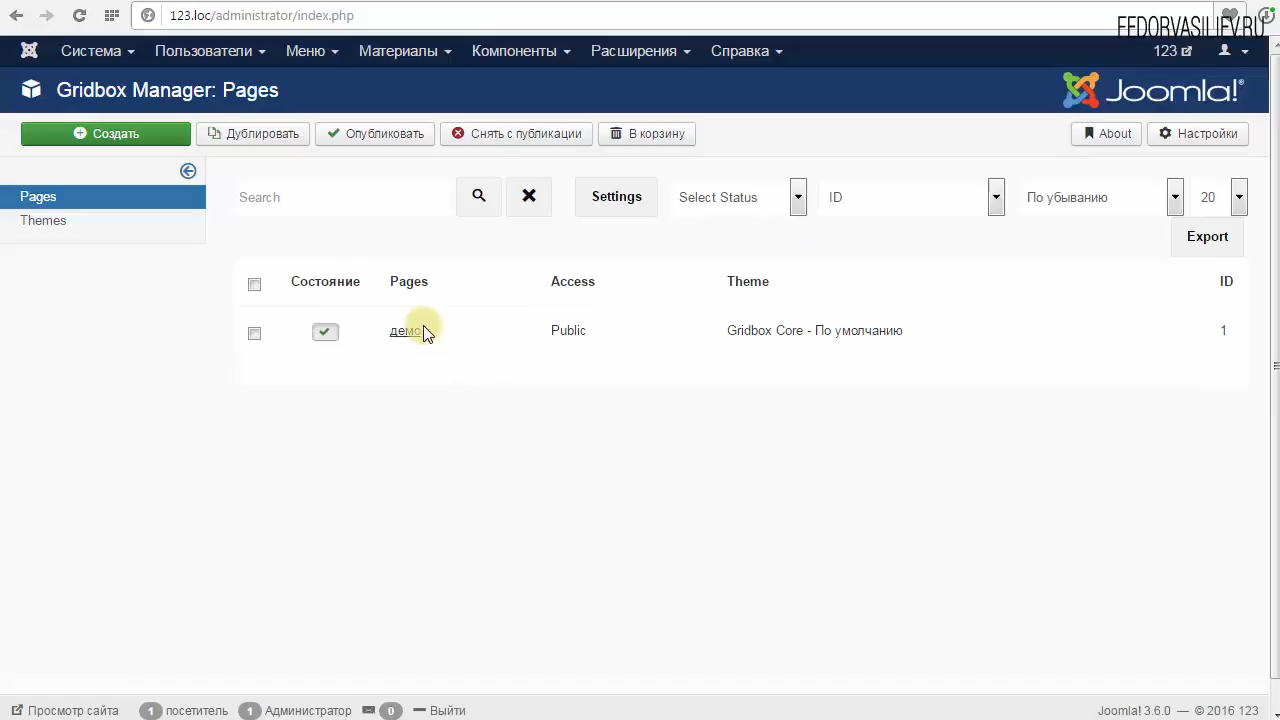 123.loc/administrator/index.php
FEDORVASILIEV.RU
Система Пользователи Меню Материалы Компоненты Расширения Справка 123
Gridbox Manager: Pages Joomla!®
Создать Дублировать Опубликовать Снять с публикации В корзину About Настройки
Pages
Themes
Search Settings Select Status ID По убыванию 20
Export
Состояние Pages Access Theme ID
демо Public Gridbox Core - По умолчанию 1
Просмотр сайта 1 посетитель 1 Администратор 0 Выйти Joomla! 3.6.0 — © 2016 123